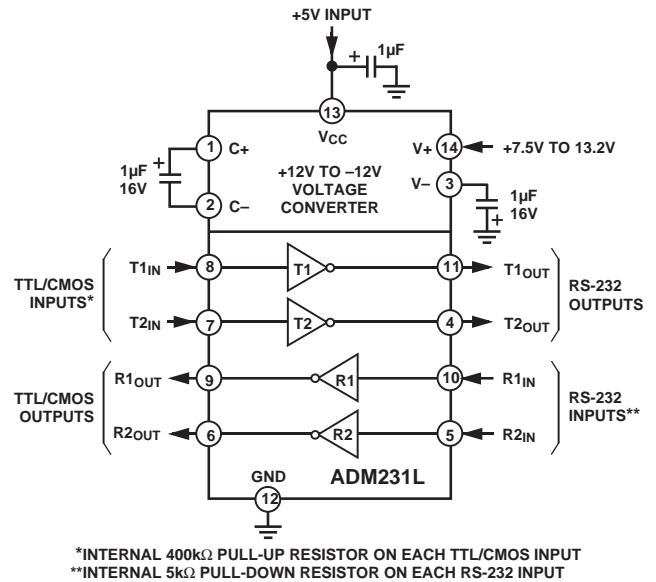 +5V INPUT
+ 1µF
13
VCC
1 C+
+
1µF
16V
2 C–
+12V TO –12V
VOLTAGE
CONVERTER
V+ 14 +7.5V TO 13.2V
V– 3
1µF
+ 16V
TTL/CMOS
INPUTS*
T1IN 8 T1 11 T1OUT
T2IN 7 T2 4 T2OUT
RS-232
OUTPUTS
TTL/CMOS
OUTPUTS
R1OUT 9 R1 10 R1IN
R2OUT 6 R2 5 R2IN
RS-232
INPUTS**
GND
12
ADM231L
*INTERNAL 400kΩ PULL-UP RESISTOR ON EACH TTL/CMOS INPUT
**INTERNAL 5kΩ PULL-DOWN RESISTOR ON EACH RS-232 INPUT